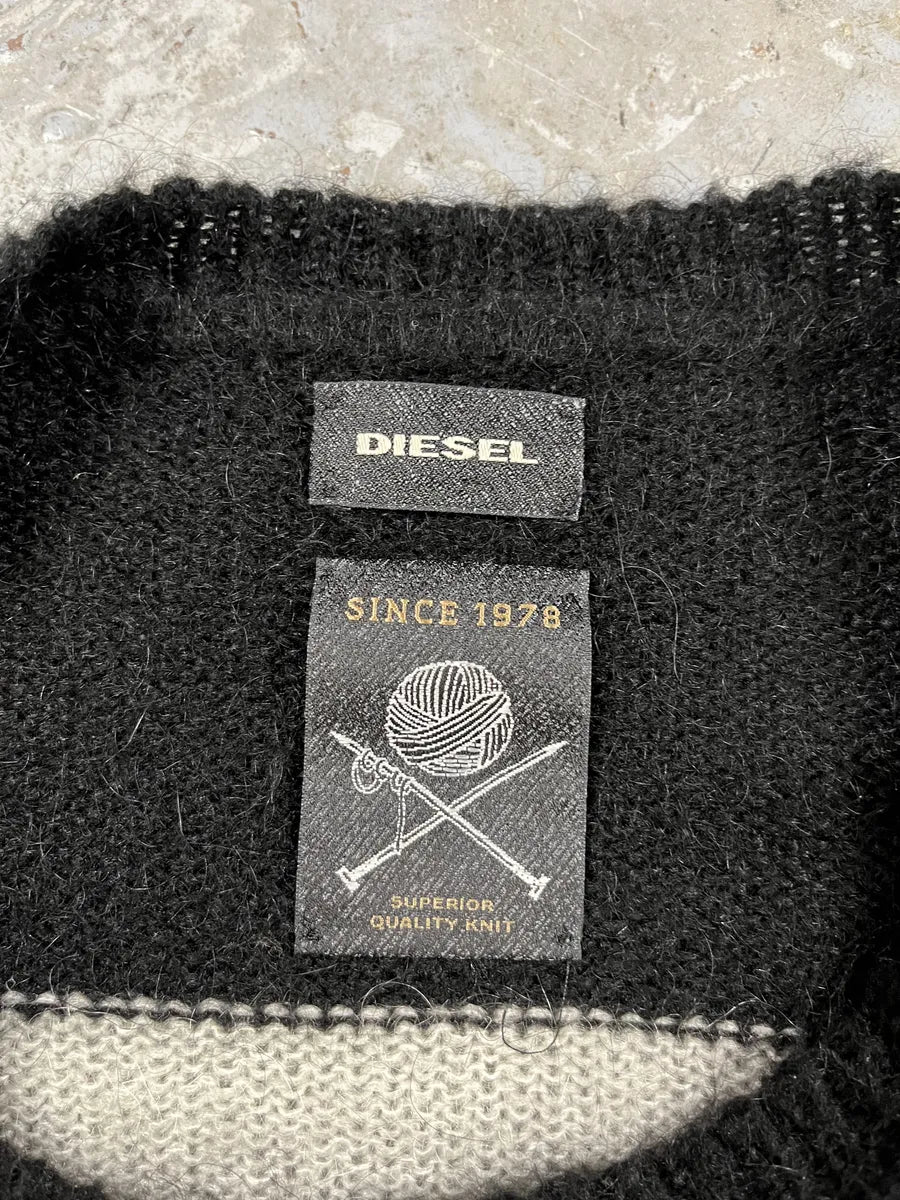 DIESEL
SINCE 1978
SUPERIOR
QUALITY KNIT